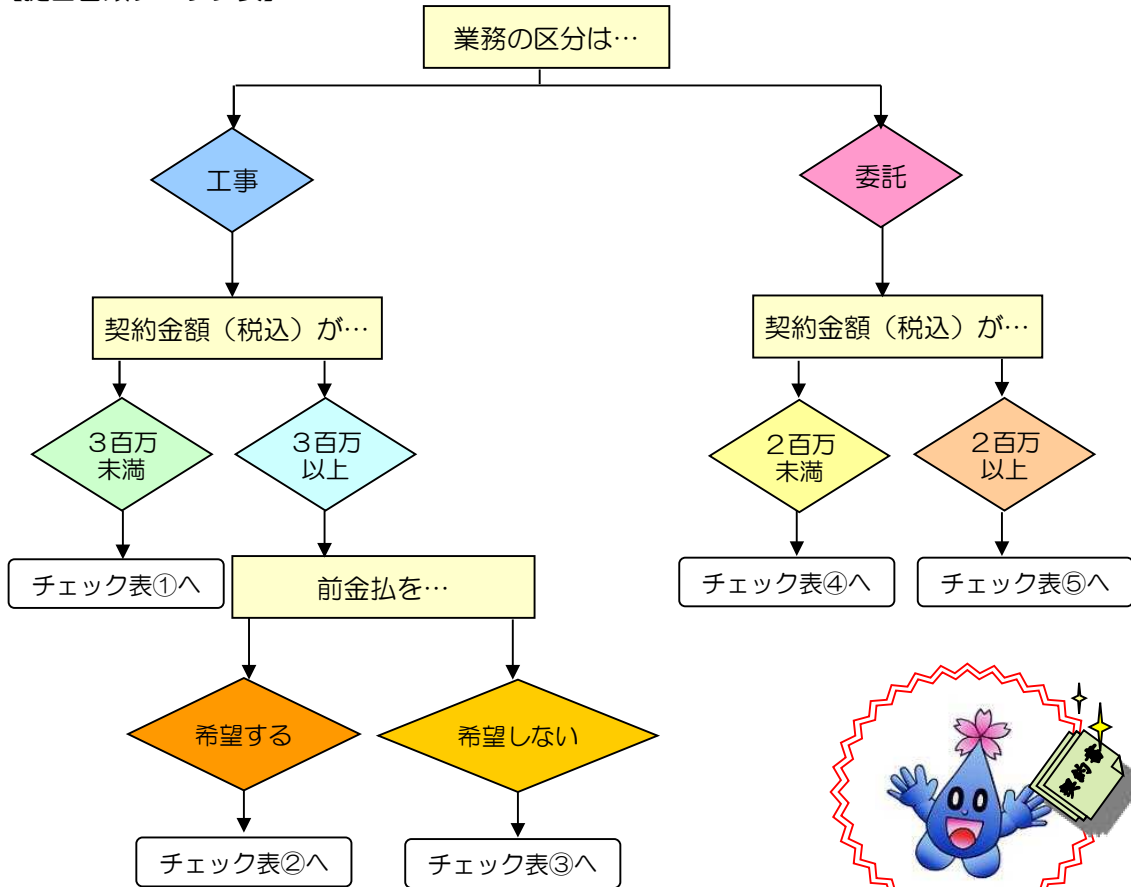 業務の区分は…
工事
委託
契約金額（税込）が…
契約金額（税込）が…
３百万
未満
３百万
以上
２百万
未満
２百万
以上
チェック表①へ
前金払を…
チェック表④へ
チェック表⑤へ
希望する
希望しない
契約書
チェック表②へ
チェック表③へ